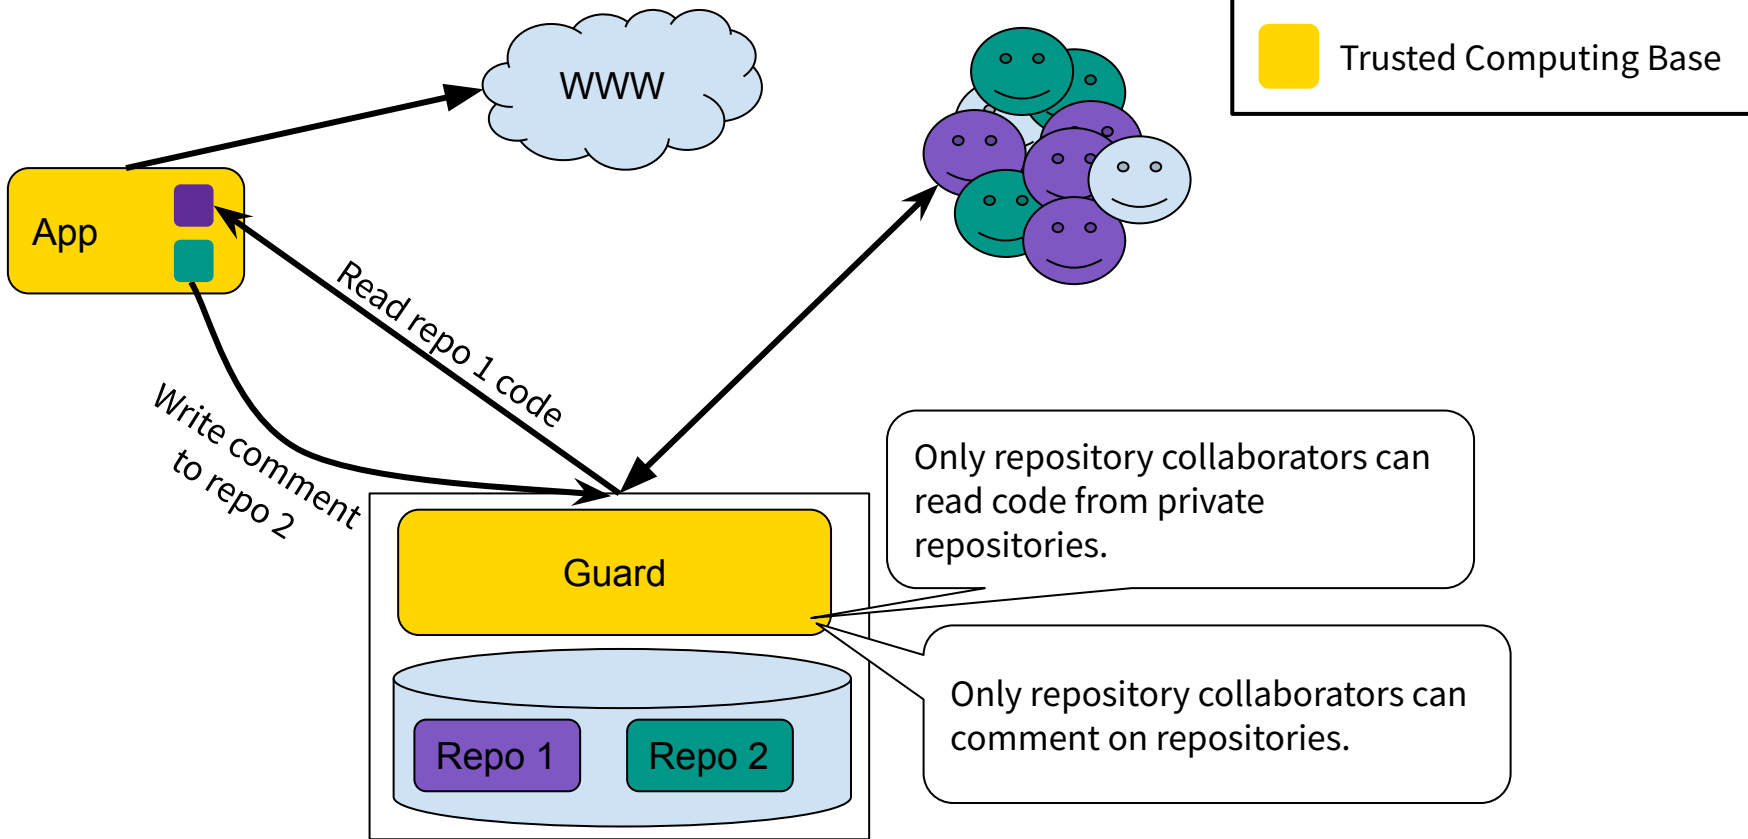 WWW
Trusted Computing Base
App
Read repo 1 code
Write comment
to repo 2
Only repository collaborators can
read code from private
repositories.
Guard
Only repository collaborators can
comment on repositories.
Repo 1
Repo 2